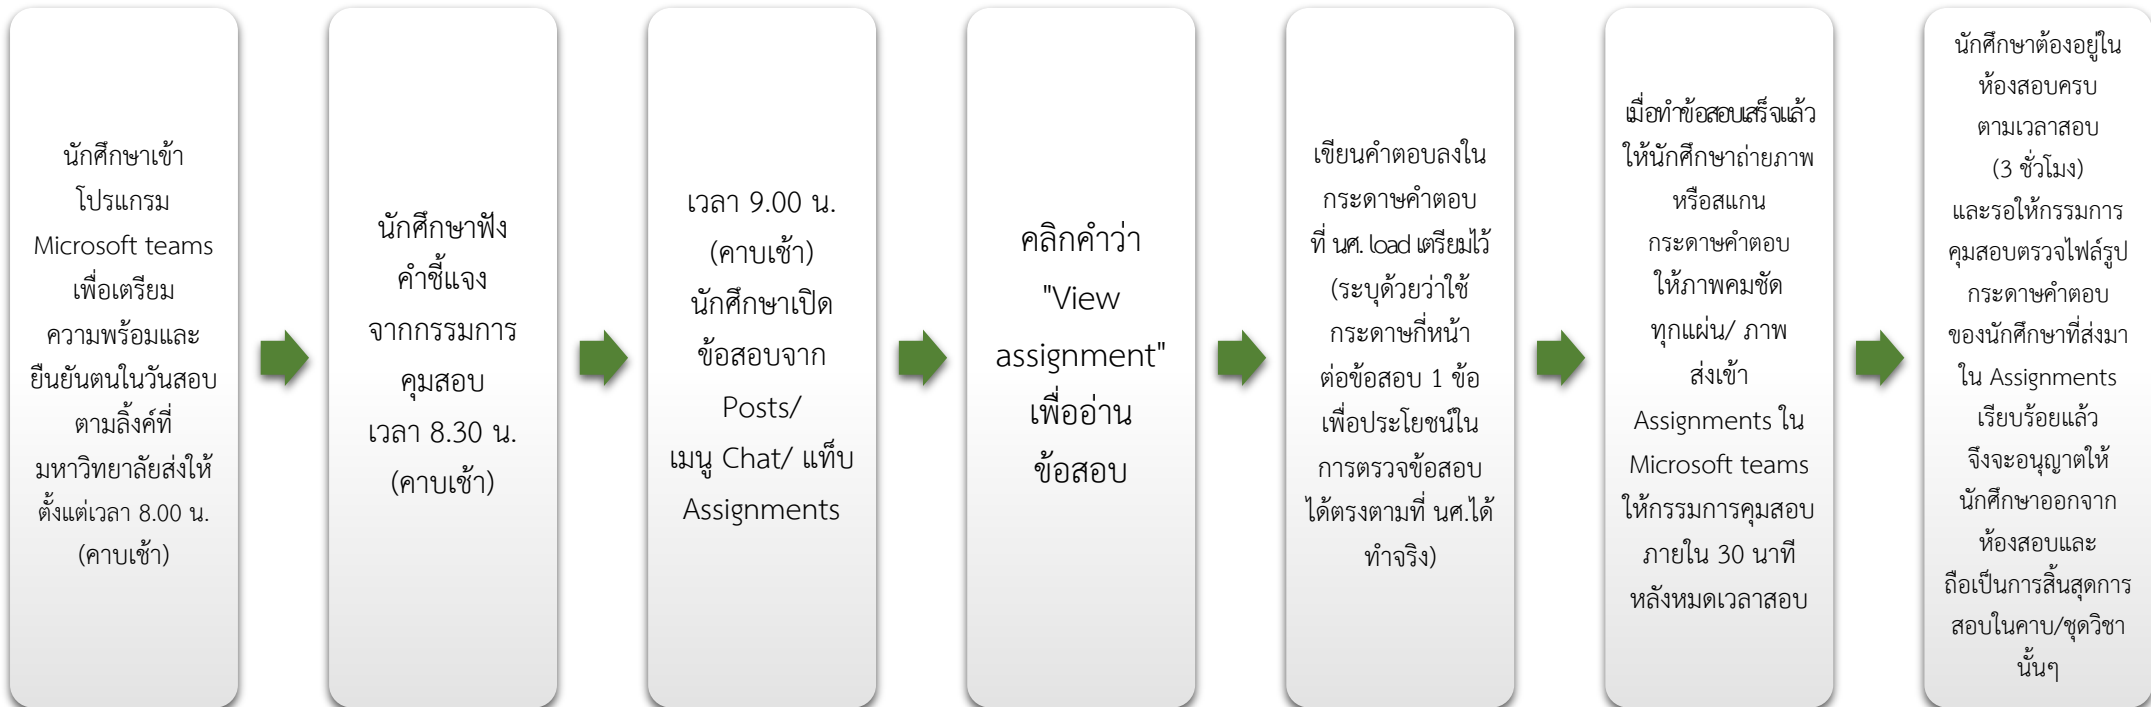 นักศึกษาเข้า
โปรแกรม
Microsoft teams
เพื่อเตรียม
ความพร้อมและ
ยืนยันตนในวันสอบ
ตามลิ้งค์ที่
มหาวิทยาลัยส่งให้
ตั้งแต่เวลา 8.00 น.
(คาบเช้า)
นักศึกษาฟัง
คำชี้แจง
จากกรรมการ
คุมสอบ
เวลา 8.30 น.
(คาบเช้า)
เวลา 9.00 น.
(คาบเช้า)
นักศึกษาเปิด
ข้อสอบจาก
Posts/
เมนู Chat/ แท็บ
Assignments
คลิกคำว่า
"View
assignment"
เพื่ออ่าน
ข้อสอบ
เขียนคำตอบลงใน
กระดาษคำตอบ
ที่ นศ. load เตรียมไว้
(ระบุด้วยว่าใช้
กระดาษกี่หน้า
ต่อข้อสอบ 1 ข้อ
เพื่อประโยชน์ใน
การตรวจข้อสอบ
ได้ตรงตามที่ นศ.ได้
ทำจริง)
เมื่อทำข้อสอบเสร็จแล้ว
ให้นักศึกษาถ่ายภาพ
หรือสแกน
กระดาษคำตอบ
ให้ภาพคมชัด
ทุกแผ่น/ ภาพ
ส่งเข้า
Assignments ใน
Microsoft teams
ให้กรรมการคุมสอบ
ภายใน 30 นาที
หลังหมดเวลาสอบ
นักศึกษาต้องอยู่ใน
ห้องสอบครบ
ตามเวลาสอบ
(3 ชั่วโมง)
และรอให้กรรมการ
คุมสอบตรวจไฟล์รูป
กระดาษคำตอบ
ของนักศึกษาที่ส่งมา
ใน Assignments
เรียบร้อยแล้ว
จึงจะอนุญาตให้
นักศึกษาออกจาก
ห้องสอบและ
ถือเป็นการสิ้นสุดการ
สอบในคาบ/ชุดวิชา
นั้นๆ